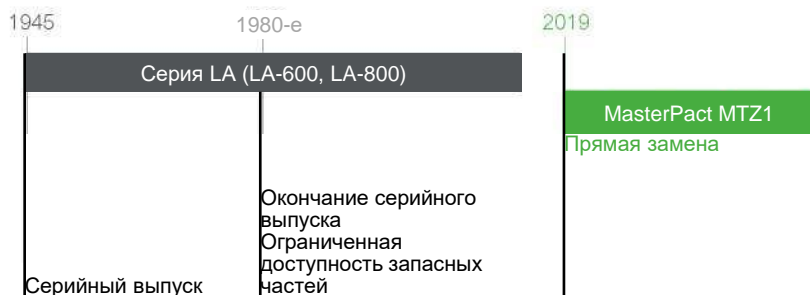 1945
1980-е
2019
Серия LA (LA-600, LA-800)
MasterPact MTZ1
Прямая замена
Окончание серийного
выпуска
Ограниченная
доступность запасных
частей
Серийный выпуск